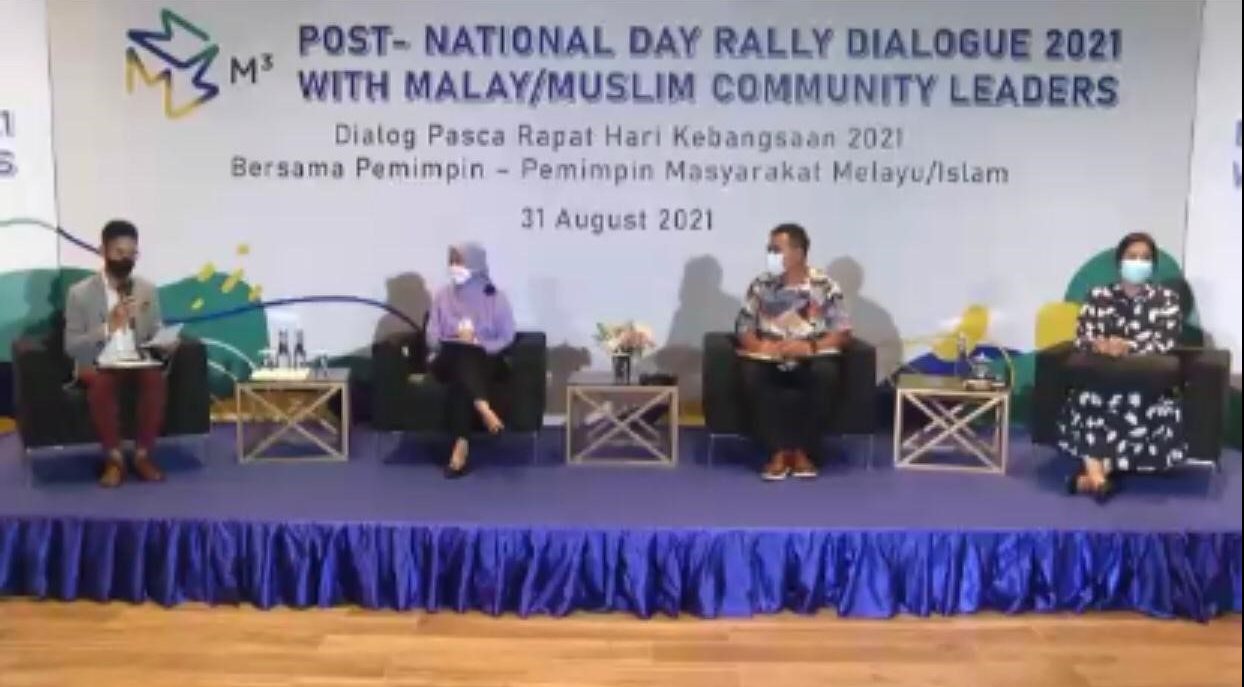 M³
POST- NATIONAL DAY RALLY DIALOGUE 2021
WITH MALAY/MUSLIM COMMUNITY LEADERS
Dialog Pasca Rapat Hari Kebangsaan 2021
Bersama Pemimpin - Pemimpin Masyarakat Melayu/Islam
31 August 2021